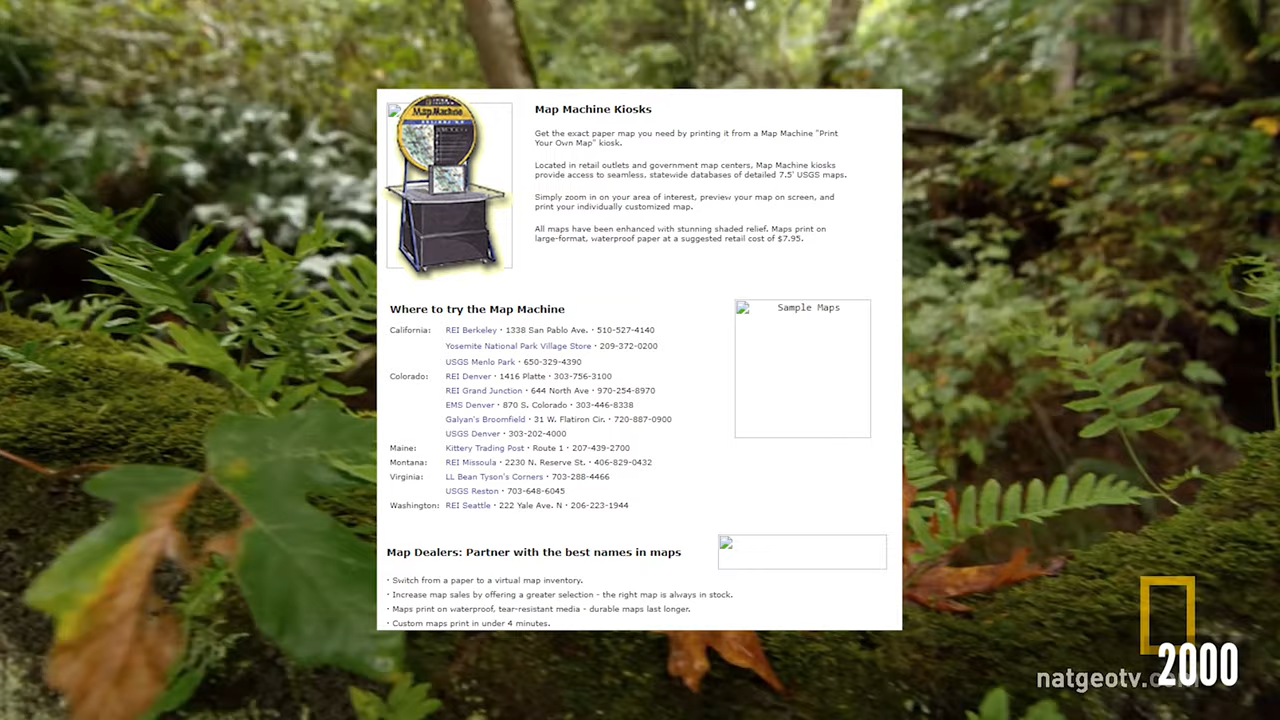 Map Machine
Map Machine Kiosks
Get the exact paper map you need by printing it from a Map Machine "Print
Your Own Map" kiosk.
Located in retail outlets and government map centers, Map Machine kiosks
provide access to seamless, statewide databases of detailed 7.5' USGS maps.
Simply zoom in on your area of interest, preview your map on screen, and
print your individually customized map.
All maps have been enhanced with stunning shaded relief. Maps print on
large-format, waterproof paper at a suggested retail cost of $7.95.
Where to try the Map Machine
Sample Maps
California: REI Berkeley · 1338 San Pablo Ave. · 510-527-4140
Yosemite National Park Village Store · 209-372-0200
USGS Menlo Park · 650-329-4390
Colorado: REI Denver · 1416 Platte · 303-756-3100
REI Grand Junction · 644 North Ave · 970-254-8970
EMS Denver · 870 S. Colorado · 303-446-8338
Galyan's Broomfield · 31 W. Flatiron Cir. · 720-887-0900
USGS Denver · 303-202-4000
Maine: Kittery Trading Post · Route 1 · 207-439-2700
Montana: REI Missoula · 2230 N. Reserve St. · 406-829-0432
Virginia: LL Bean Tyson's Corners · 703-288-4466
USGS Reston · 703-648-6045
Washington: REI Seattle · 222 Yale Ave. N · 206-223-1944
Map Dealers: Partner with the best names in maps
· Switch from a paper to a virtual map inventory.
· Increase map sales by offering a greater selection - the right map is always in stock.
· Maps print on waterproof, tear-resistant media - durable maps last longer.
· Custom maps print in under 4 minutes.
2000